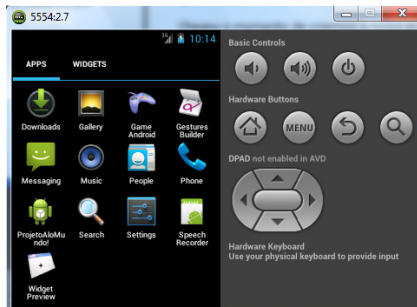 5554:2.7
3G 10:14
APPS WIDGETS
Downloads Gallery Game Android Gestures Builder
Messaging Music People Phone
ProjetoAloMundo! Search Settings Speech Recorder
Widget Preview
Basic Controls
Hardware Buttons
MENU
DPAD not enabled in AVD
Hardware Keyboard
Use your physical keyboard to provide input